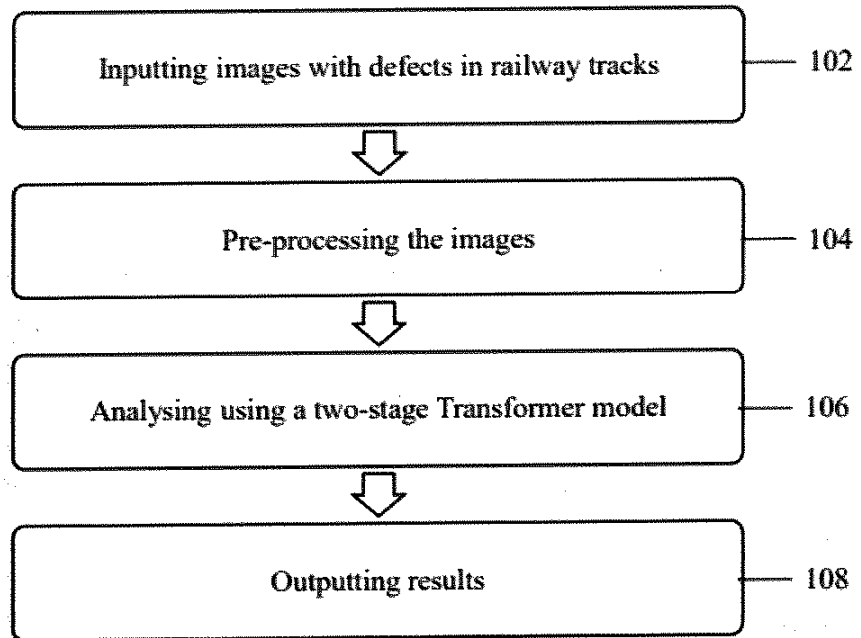 Inputting images with defects in railway tracks 102
Pre-processing the images 104
Analysing using a two-stage Transformer model 106
Outputting results 108